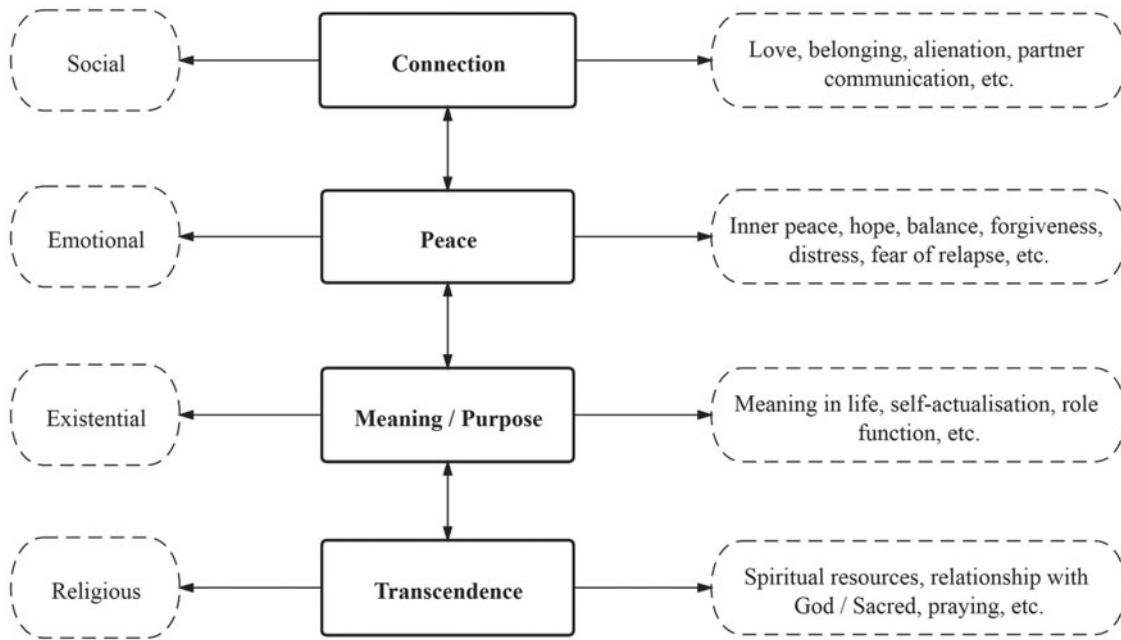 Social
Connection
Love, belonging, alienation, partner
communication, etc.
Emotional
Peace
Inner peace, hope, balance, forgiveness,
distress, fear of relapse, etc.
Existential
Meaning / Purpose
Meaning in life, self-actualisation, role
function, etc.
Religious
Transcendence
Spiritual resources, relationship with
God / Sacred, praying, etc.